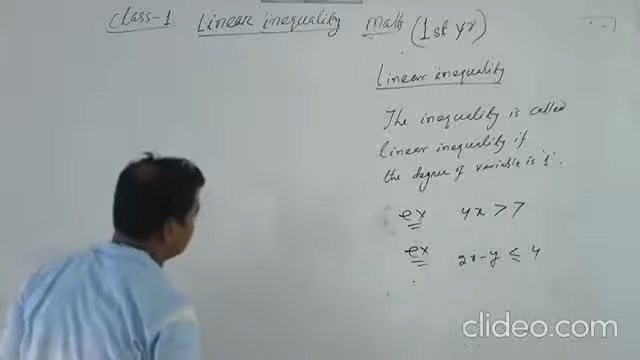 Class-1 Linear inequality Math (1st yr)
Linear inequality
The inequality is called
linear inequality if
the degree of variable is '1'.
ex 4x > 7
ex 2x-y ≤ 4
clideo.com